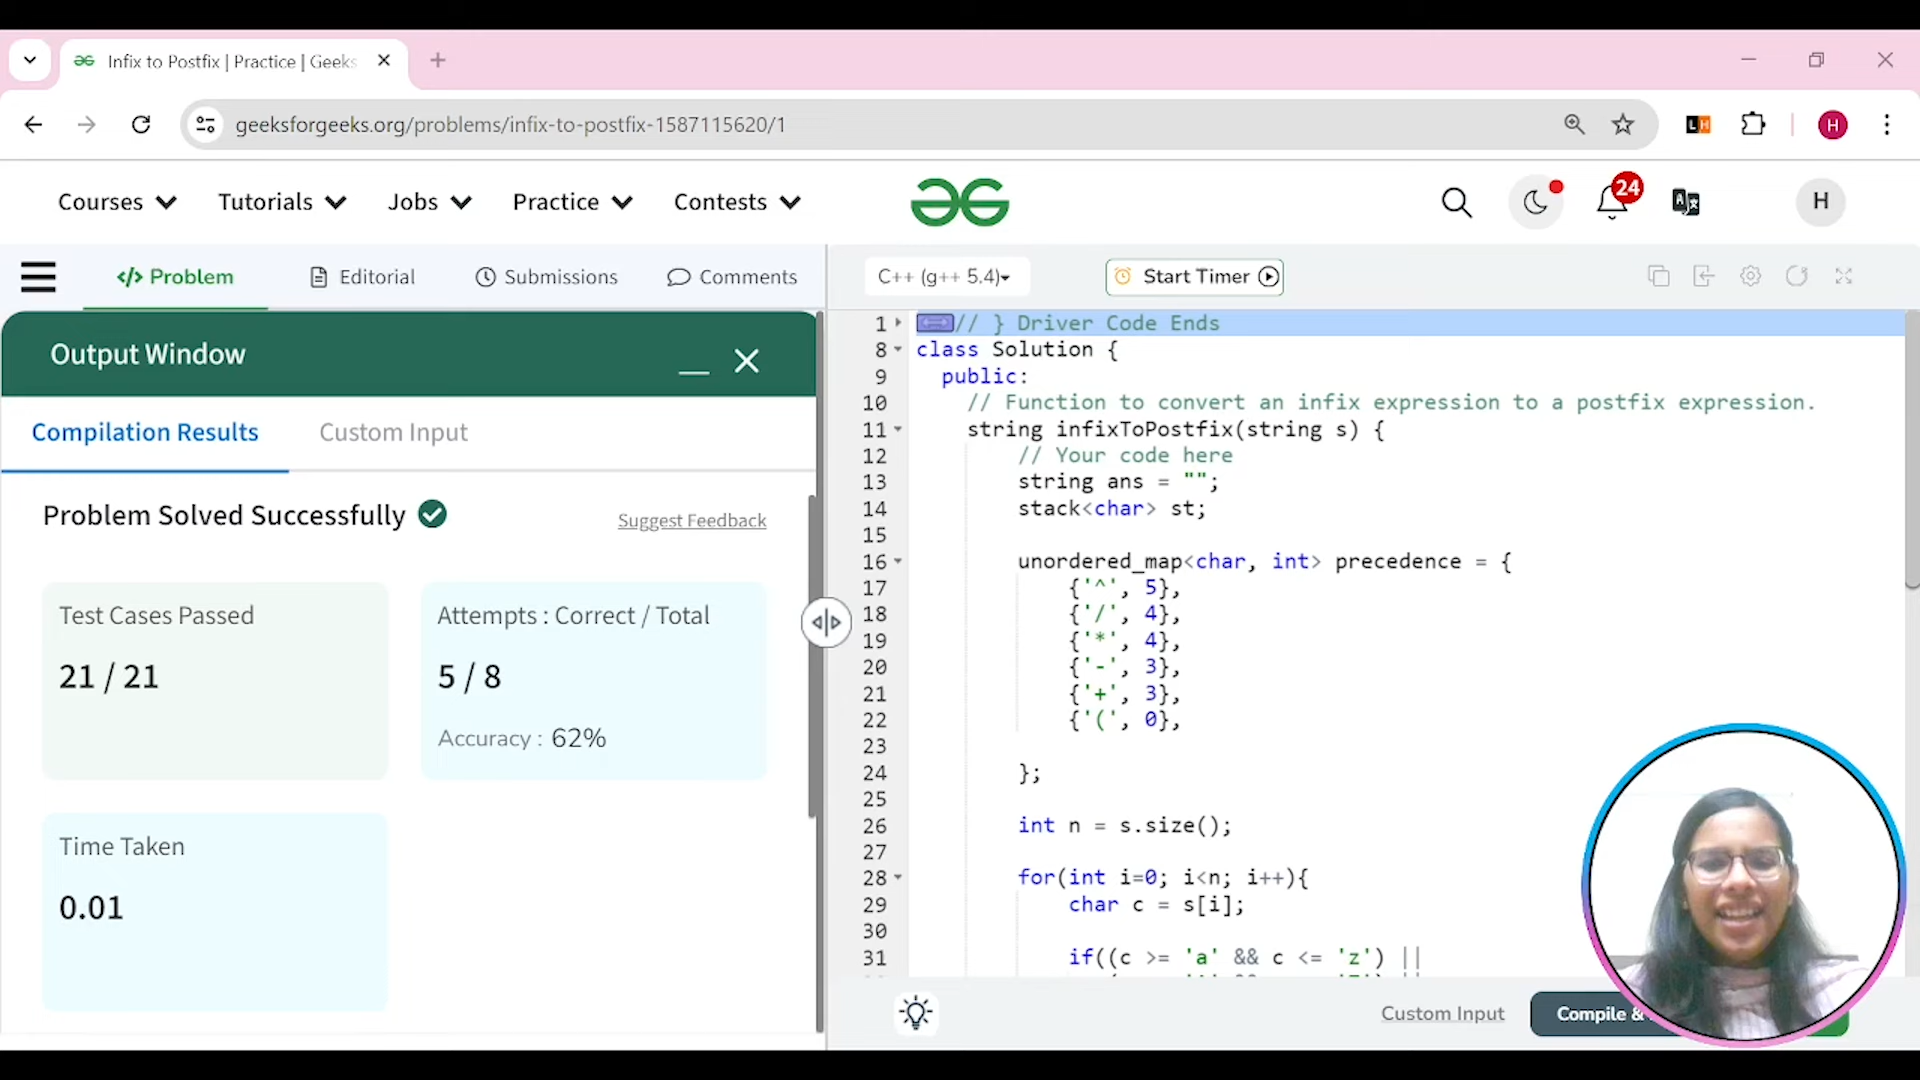 Infix to Postfix | Practice | Geeks
geeksforgeeks.org/problems/infix-to-postfix-1587115620/1
LH
H
Courses
Tutorials
Jobs
Practice
Contests
24
H
</> Problem
Editorial
Submissions
Comments
C++ (g++ 5.4)
Start Timer
Output Window
Compilation Results
Custom Input
Problem Solved Successfully
Suggest Feedback
Test Cases Passed
21 / 21
Attempts : Correct / Total
5 / 8
Accuracy : 62%
Time Taken
0.01
1 // } Driver Code Ends
8 class Solution {
9 public:
10 // Function to convert an infix expression to a postfix expression.
11 string infixToPostfix(string s) {
12 // Your code here
13 string ans = "";
14 stack<char> st;
15
16 unordered_map<char, int> precedence = {
17 {'^', 5},
18 {'/', 4},
19 {'*', 4},
20 {'-', 3},
21 {'+', 3},
22 {'(', 0},
23
24 };
25
26 int n = s.size();
27
28 for(int i=0; i<n; i++){
29 char c = s[i];
30
31 if((c >= 'a' && c <= 'z') ||
Custom Input
Compile &